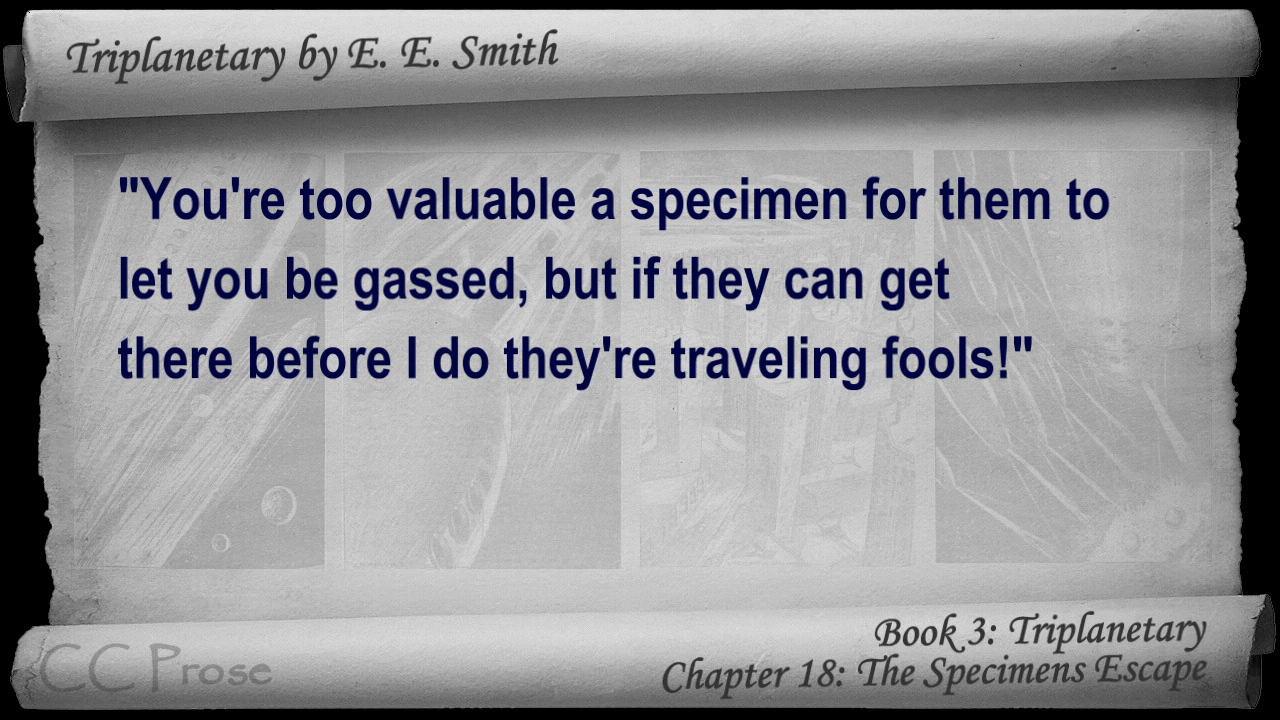 Triplanetary by E. E. Smith
"You're too valuable a specimen for them to
let you be gassed, but if they can get
there before I do they're traveling fools!"
Book 3: Triplanetary
Chapter 18: The Specimens Escape
CC Prose